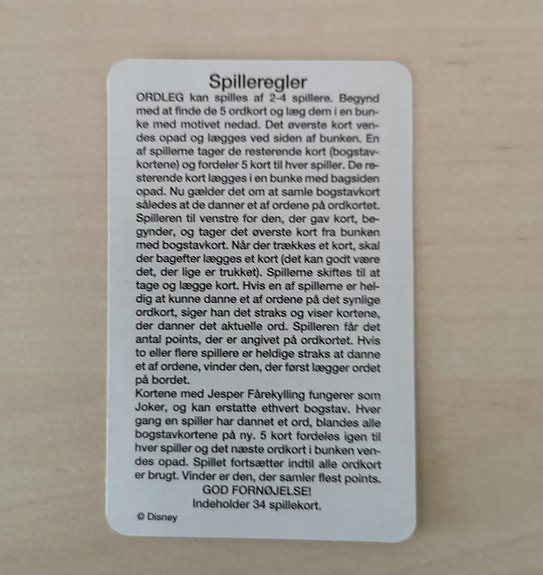 Spilleregler
ORDLEG kan spilles af 2-4 spillere. Begynd
med at finde de 5 ordkort og læg dem i en bun-
ke med motivet nedad. Det øverste kort ven-
des opad og lægges ved siden af bunken. En
af spillerne tager de resterende kort (bogstav-
kortene) og fordeler 5 kort til hver spiller. De re-
sterende kort lægges i en bunke med bagsiden
opad. Nu gælder det om at samle bogstavkort
således at de danner et af ordene på ordkortet.
Spilleren til venstre for den, der gav kort, be-
gynder, og tager det øverste kort fra bunken
med bogstavkort. Når der trækkes et kort, skal
der bagefter lægges et kort (det kan godt være
det, der lige er trukket). Spillerne skiftes til at
tage og lægge kort. Hvis en af spillerne er hel-
dig at kunne danne et af ordene på det synlige
ordkort, siger han det straks og viser kortene,
der danner det aktuelle ord. Spilleren får det
antal points, der er angivet på ordkortet. Hvis
to eller flere spillere er heldige straks at danne
et af ordene, vinder den, der først lægger ordet
på bordet.
Kortene med Jesper Fårekylling fungerer som
Joker, og kan erstatte ethvert bogstav. Hver
gang en spiller har dannet et ord, blandes alle
bogstavkortene på ny. 5 kort fordeles igen til
hver spiller og det næste ordkort i bunken ven-
des opad. Spillet fortsætter indtil alle ordkort
er brugt. Vinder er den, der samler flest points.
GOD FORNØJELSE!
Indeholder 34 spillekort.
© Disney